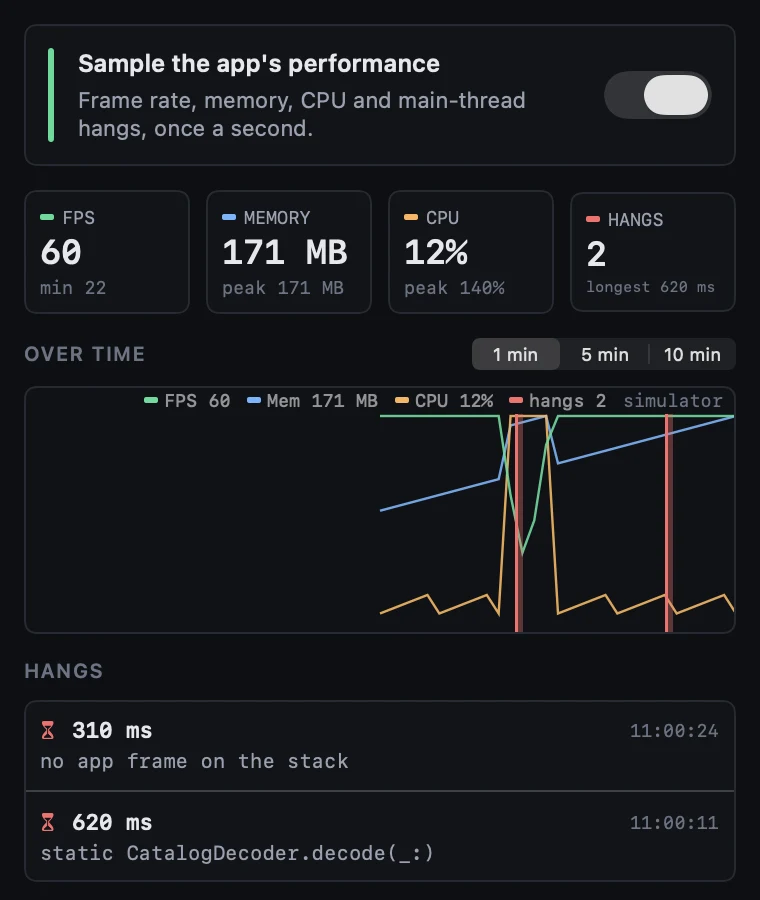 Sample the app's performance
Frame rate, memory, CPU and main-thread
hangs, once a second.
FPS
60
min 22
MEMORY
171 MB
peak 171 MB
CPU
12%
peak 140%
HANGS
2
longest 620 ms
OVER TIME
1 min
5 min
10 min
FPS 60 Mem 171 MB CPU 12% hangs 2 simulator
HANGS
310 ms
11:00:24
no app frame on the stack
620 ms
11:00:11
static CatalogDecoder.decode(_:)